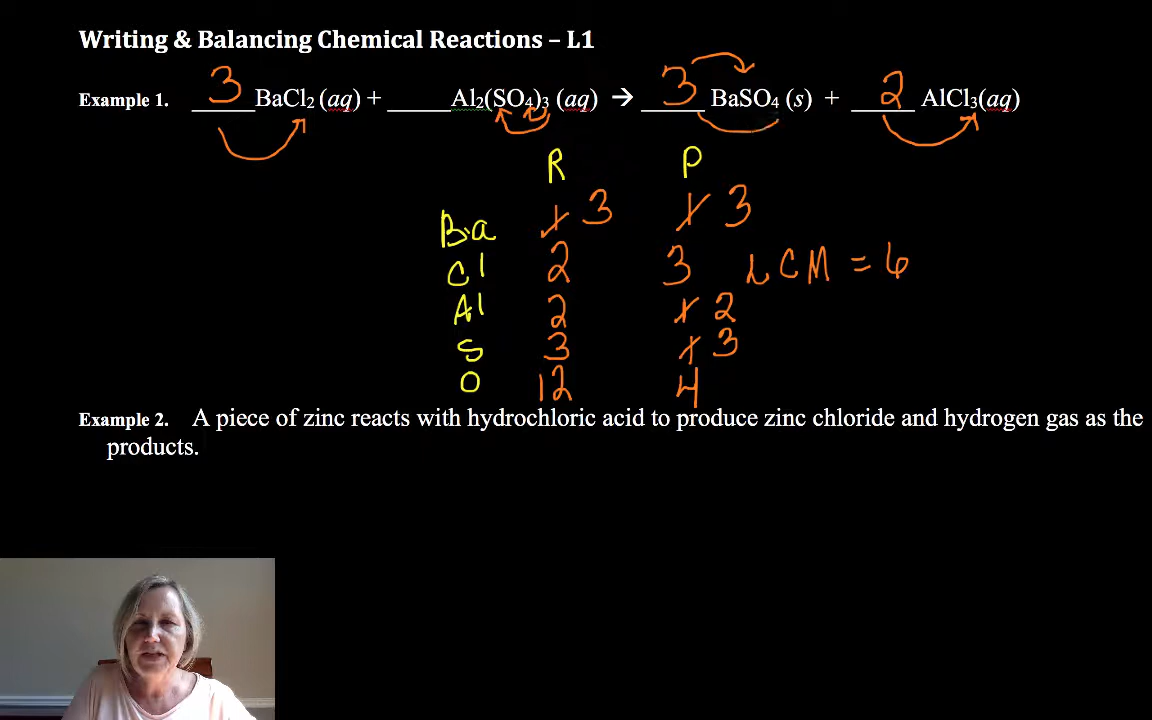 Writing & Balancing Chemical Reactions – L1
Example 1. 3 BaCl2 (aq) + _____ Al2(SO4)3 (aq) → 3 BaSO4 (s) + 2 AlCl3(aq)
R P
Ba 1 3 1 3
Cl 2 3 LCM = 6
Al 2 1 2
S 3 1 3
O 12 4
Example 2. A piece of zinc reacts with hydrochloric acid to produce zinc chloride and hydrogen gas as the
products.